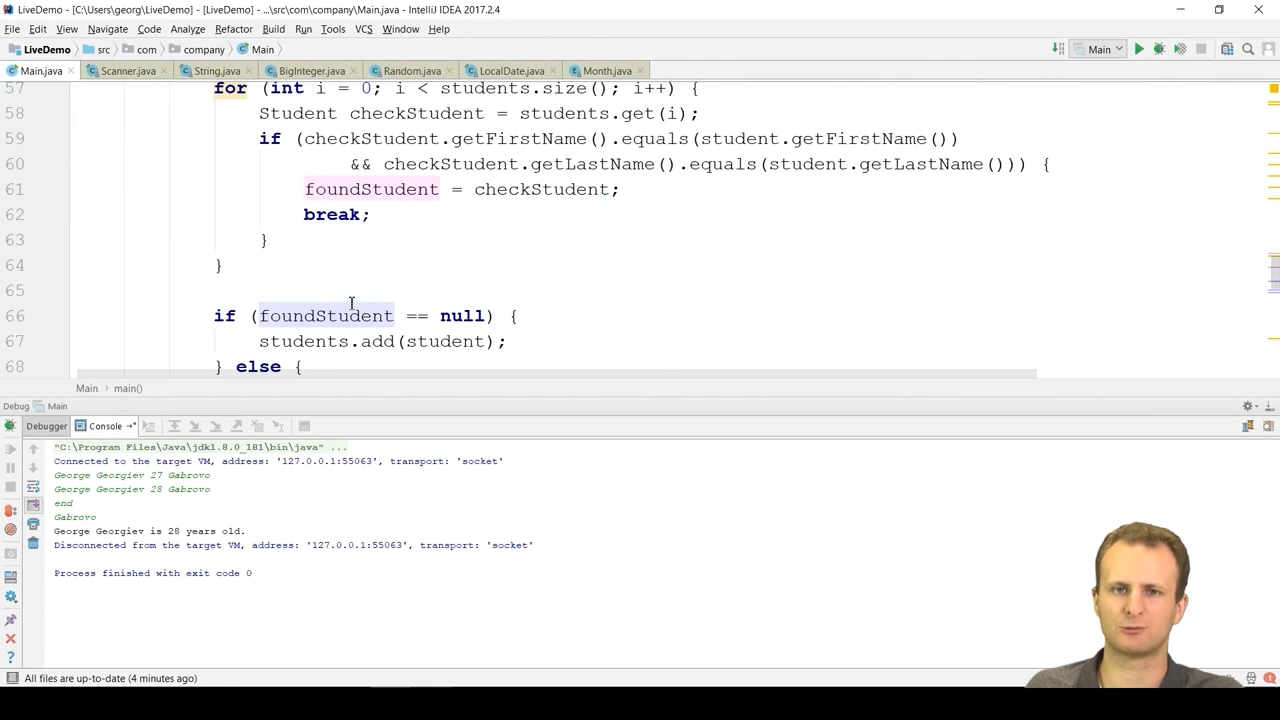 LiveDemo - [C:\Users\georg\LiveDemo] - [LiveDemo] - ...\src\com\company\Main.java - IntelliJ IDEA 2017.2.4
File Edit View Navigate Code Analyze Refactor Build Run Tools VCS Window Help
LiveDemo src com company Main Main
Main.java Scanner.java String.java BigInteger.java Random.java LocalDate.java Month.java
57 for (int i = 0; i < students.size(); i++) {
58 Student checkStudent = students.get(i);
59 if (checkStudent.getFirstName().equals(student.getFirstName())
60 && checkStudent.getLastName().equals(student.getLastName())) {
61 foundStudent = checkStudent;
62 break;
63 }
64 }
65
66 if (foundStudent == null) {
67 students.add(student);
68 } else {
Main main()
Debug Main
Debugger Console
"C:\Program Files\Java\jdk1.8.0_181\bin\java" ...
Connected to the target VM, address: '127.0.0.1:55063', transport: 'socket'
George Georgiev 27 Gabrovo
George Georgiev 28 Gabrovo
end
Gabrovo
George Georgiev is 28 years old.
Disconnected from the target VM, address: '127.0.0.1:55063', transport: 'socket'
Process finished with exit code 0
All files are up-to-date (4 minutes ago)